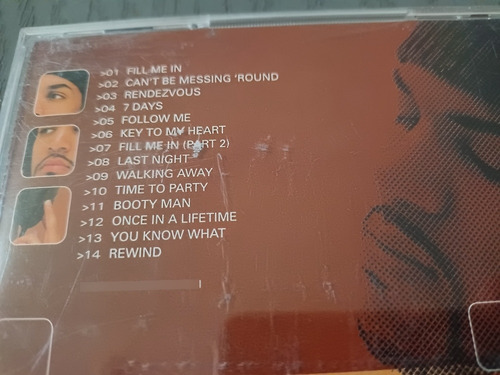 >01 FILL ME IN
>02 CAN'T BE MESSING 'ROUND
>03 RENDEZVOUS
>04 7 DAYS
>05 FOLLOW ME
>06 KEY TO MY HEART
>07 FILL ME IN (PART 2)
>08 LAST NIGHT
>09 WALKING AWAY
>10 TIME TO PARTY
>11 BOOTY MAN
>12 ONCE IN A LIFETIME
>13 YOU KNOW WHAT
>14 REWIND